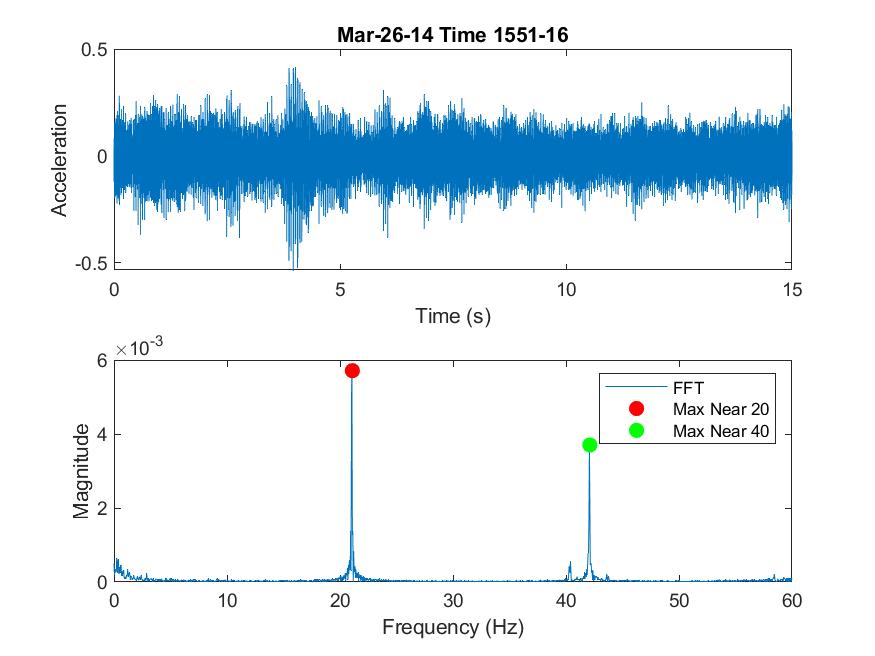 Mar-26-14 Time 1551-16
0.5
0
-0.5
Acceleration
0 5 10 15
Time (s)
×10-3
6
4
2
0
Magnitude
FFT
Max Near 20
Max Near 40
0 10 20 30 40 50 60
Frequency (Hz)